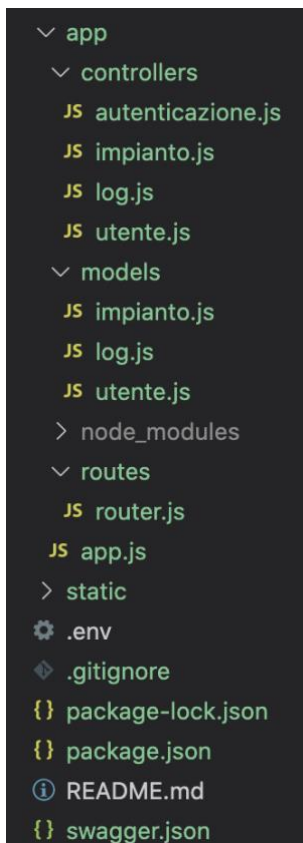 app
controllers
JS autenticazione.js
JS impianto.js
JS log.js
JS utente.js
models
JS impianto.js
JS log.js
JS utente.js
node_modules
routes
JS router.js
JS app.js
static
.env
.gitignore
{} package-lock.json
{} package.json
README.md
{} swagger.json